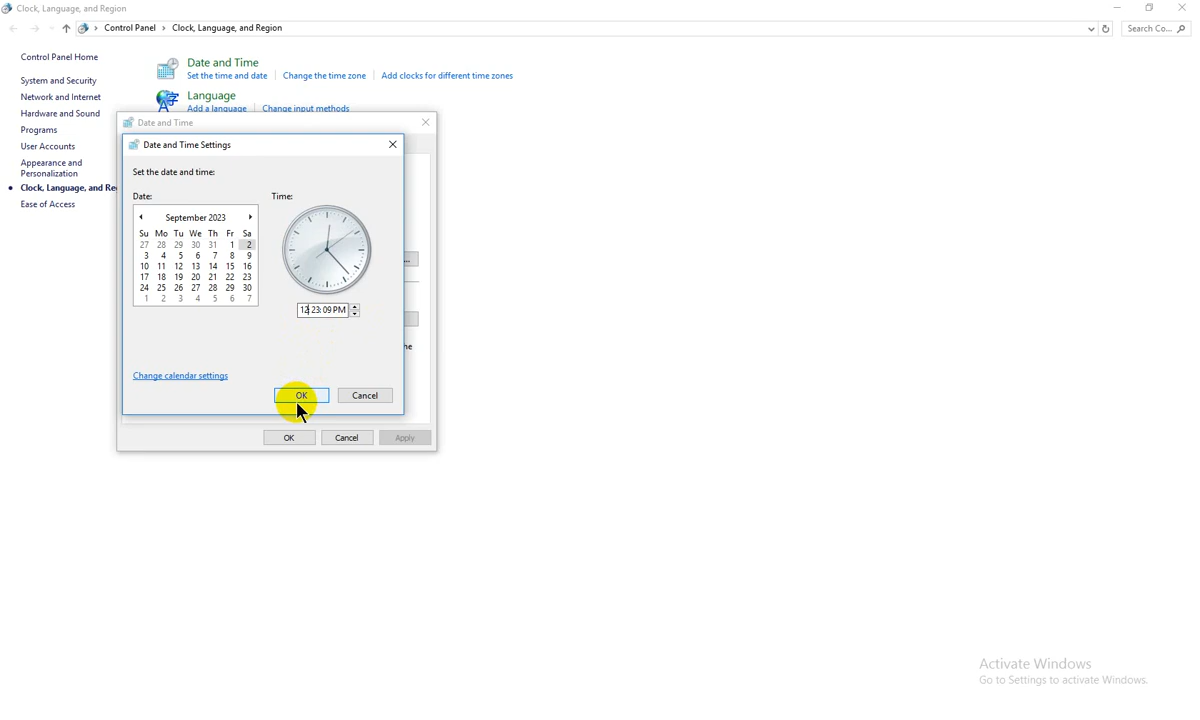 Clock, Language, and Region
Control Panel › Clock, Language, and Region
Search Co...
Control Panel Home
System and Security
Network and Internet
Hardware and Sound
Programs
User Accounts
Appearance and
Personalization
Clock, Language, and Re
Ease of Access
Date and Time
Set the time and date
Change the time zone
Add clocks for different time zones
Language
Add a language
Change input methods
Date and Time
Date and Time Settings
Set the date and time:
Date:
Time:
September 2023
Su Mo Tu We Th Fr Sa
27 28 29 30 31 1 2
3 4 5 6 7 8 9
10 11 12 13 14 15 16
17 18 19 20 21 22 23
24 25 26 27 28 29 30
1 2 3 4 5 6 7
12 23:09 PM
...
he
Change calendar settings
OK
Cancel
OK
Cancel
Apply
Activate Windows
Go to Settings to activate Windows.